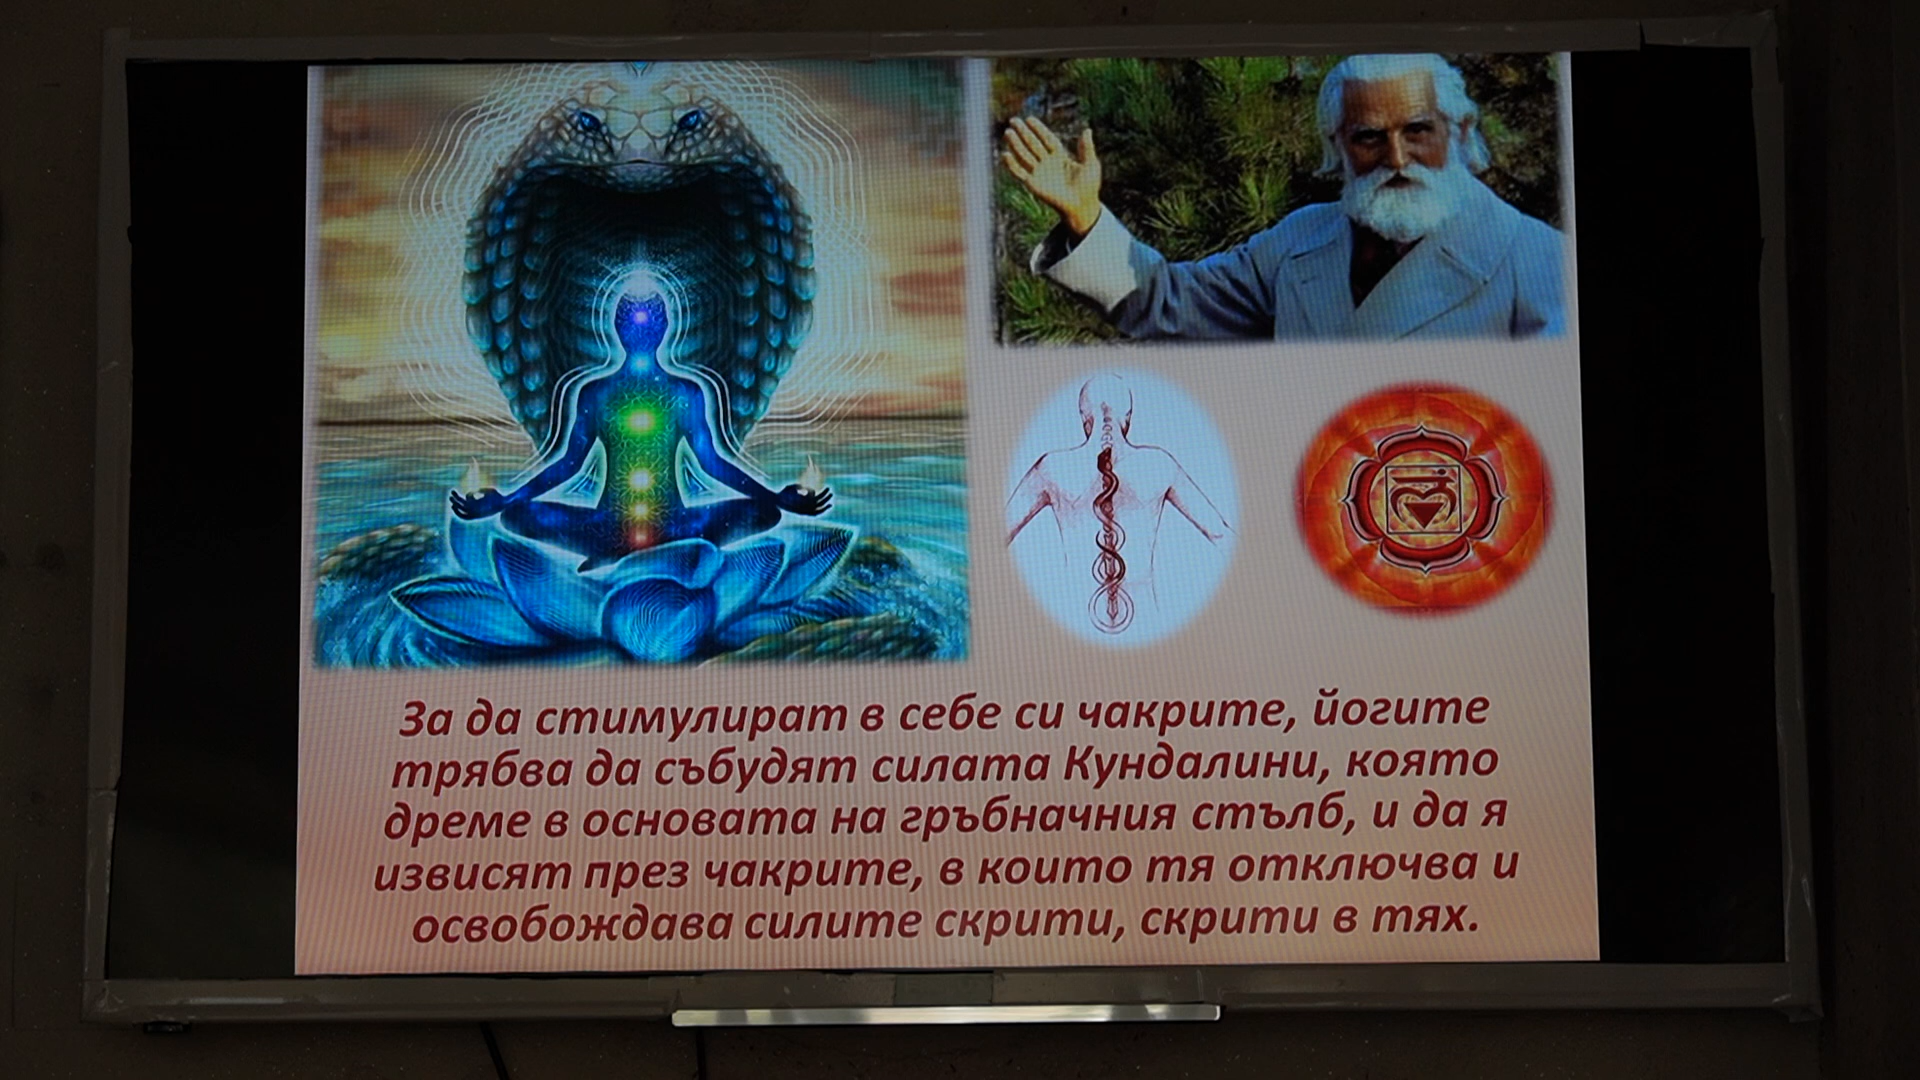 За да стимулират в себе си чакрите, йогите
трябва да събудят силата Кундалини, която
дреме в основата на гръбначния стълб, и да я
извисят през чакрите, в които тя отключва и
освобождава силите скрити, скрити в тях.